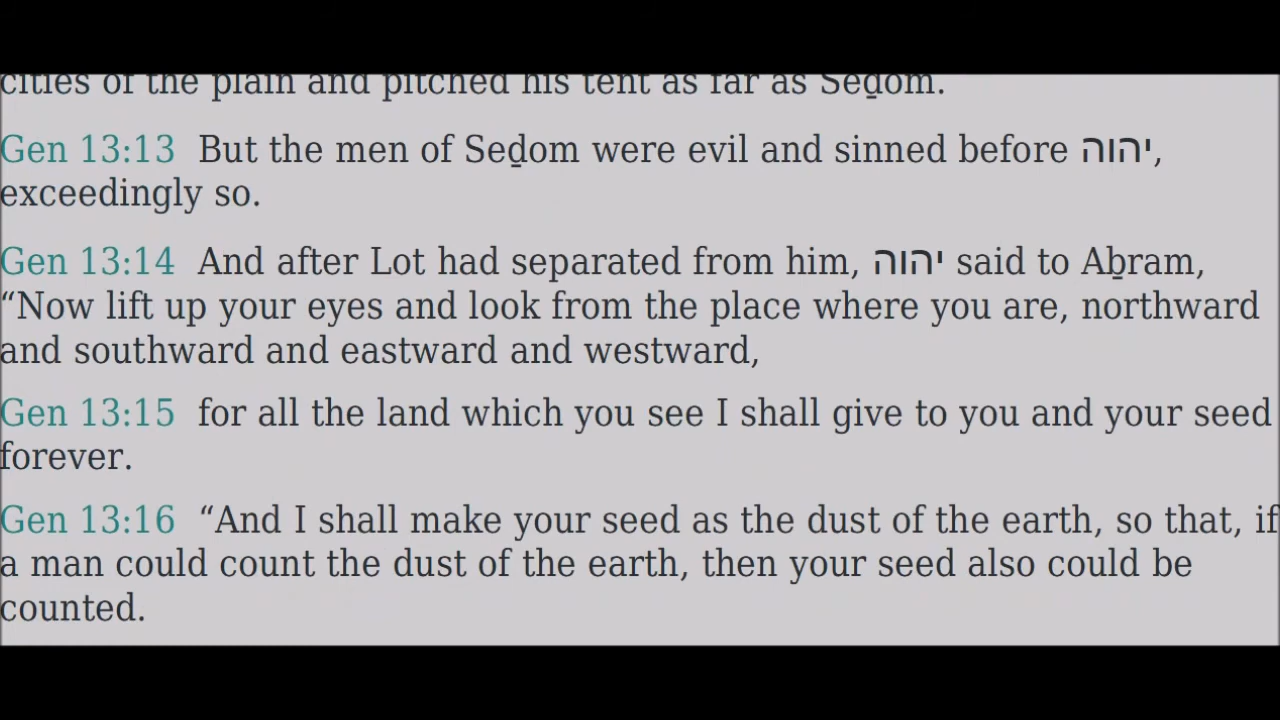 cities of the plain and pitched his tent as far as Seḏom.
Gen 13:13 But the men of Seḏom were evil and sinned before יהוה,
exceedingly so.
Gen 13:14 And after Lot had separated from him, יהוה said to Aḇram,
“Now lift up your eyes and look from the place where you are, northward
and southward and eastward and westward,
Gen 13:15 for all the land which you see I shall give to you and your seed
forever.
Gen 13:16 “And I shall make your seed as the dust of the earth, so that, if
a man could count the dust of the earth, then your seed also could be
counted.